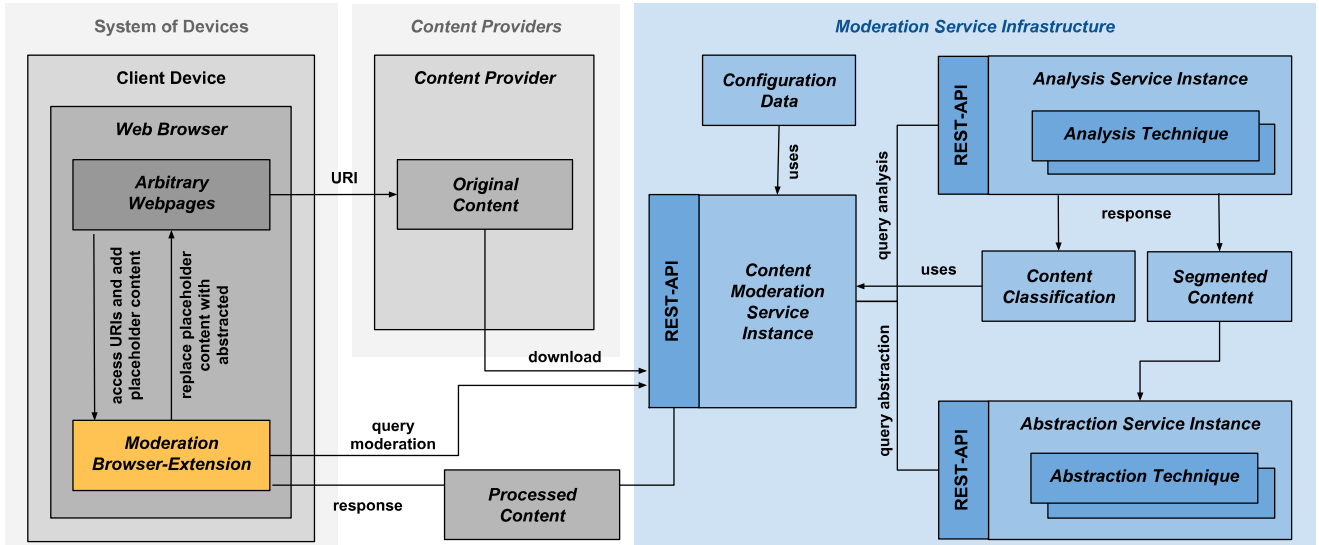 System of Devices
Client Device
Web Browser
Arbitrary
Webpages
access URIs and add
placeholder content
replace placeholder
content with
abstracted
Moderation
Browser-Extension
URI
Content Providers
Content Provider
Original
Content
download
query
moderation
response
Processed
Content
Moderation Service Infrastructure
Configuration
Data
uses
REST-API
Content
Moderation
Service
Instance
query analysis
query abstraction
uses
REST-API
Analysis Service Instance
Analysis Technique
response
Content
Classification
Segmented
Content
REST-API
Abstraction Service Instance
Abstraction Technique